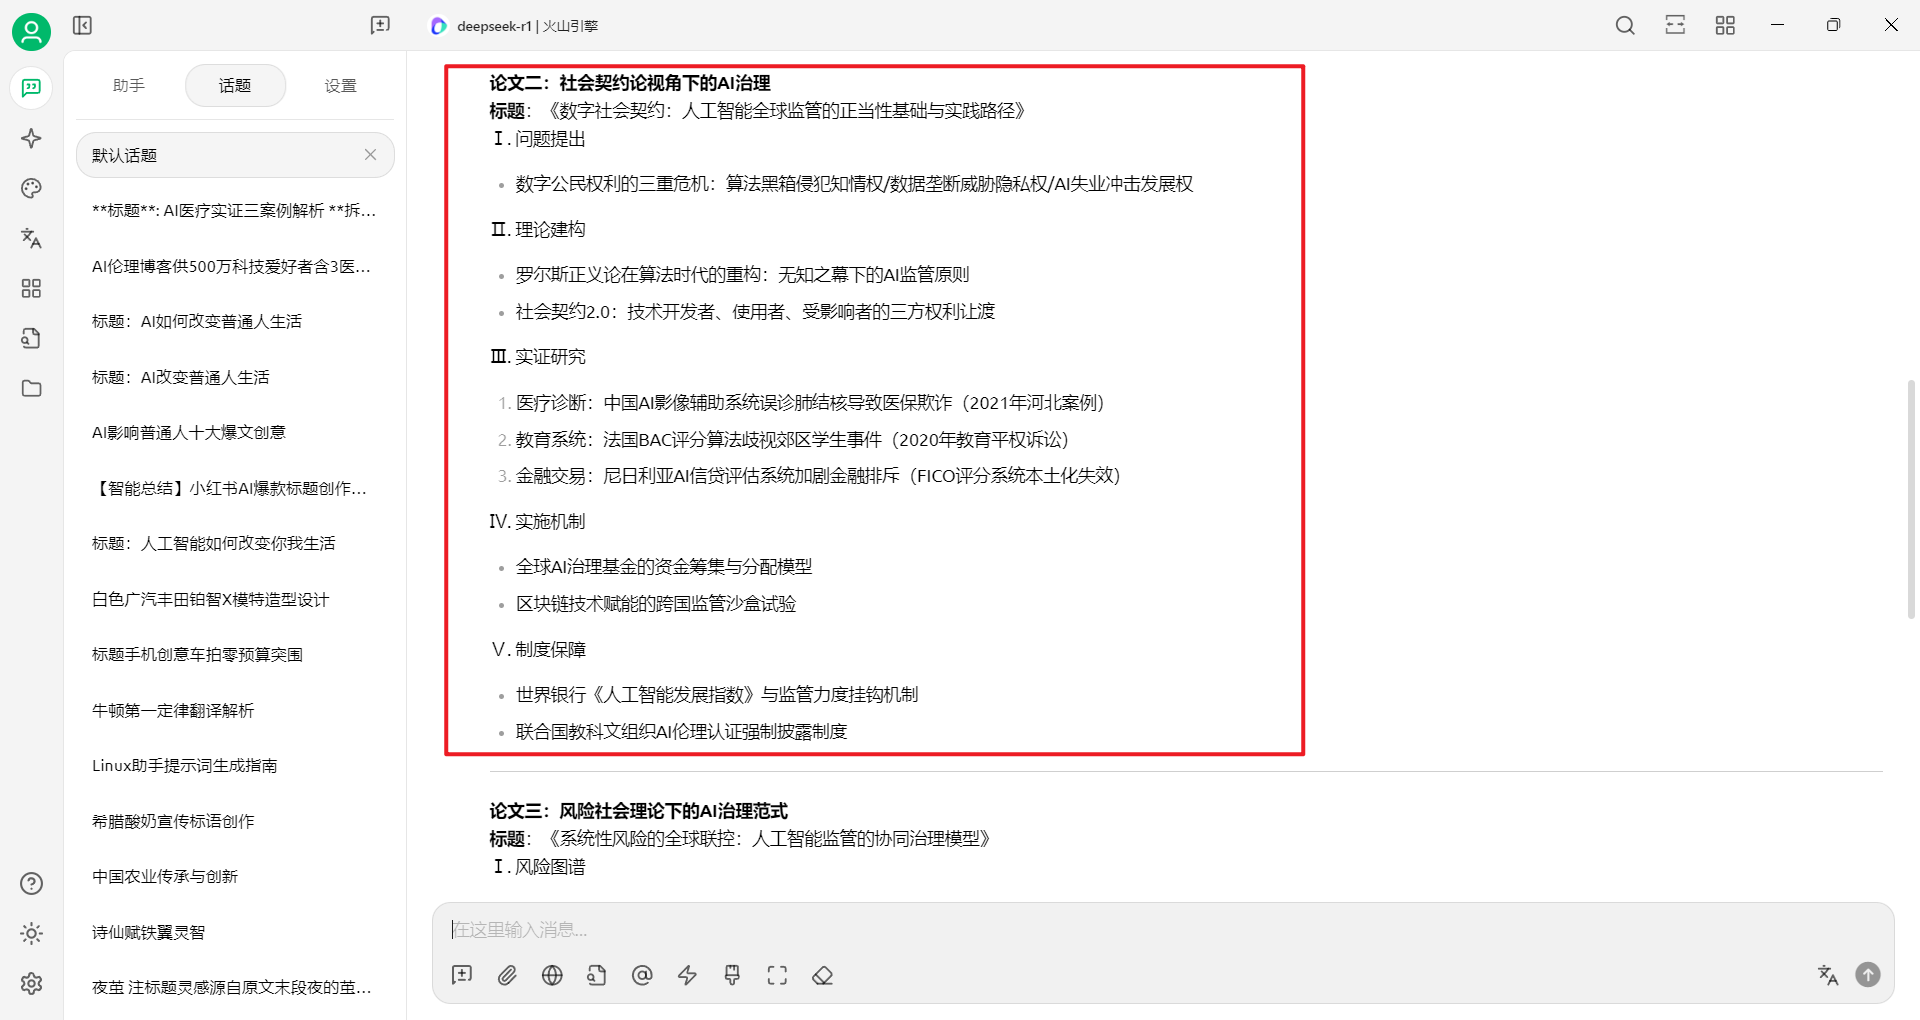 deepseek-r1 | 火山引擎
助手
话题
设置
默认话题
**标题**: AI医疗实证三案例解析 **拆...
AI伦理博客供500万科技爱好者含3医...
标题：AI如何改变普通人生活
标题：AI改变普通人生活
AI影响普通人十大爆文创意
【智能总结】小红书AI爆款标题创作...
标题：人工智能如何改变你我生活
白色广汽丰田铂智X模特造型设计
标题手机创意车拍零预算突围
牛顿第一定律翻译解析
Linux助手提示词生成指南
希腊酸奶宣传标语创作
中国农业传承与创新
诗仙赋铁翼灵智
夜茧 注标题灵感源自原文末段夜的茧...
论文二：社会契约论视角下的AI治理
标题：《数字社会契约：人工智能全球监管的正当性基础与实践路径》
Ⅰ. 问题提出
• 数字公民权利的三重危机：算法黑箱侵犯知情权/数据垄断威胁隐私权/AI失业冲击发展权
Ⅱ. 理论建构
• 罗尔斯正义论在算法时代的重构：无知之幕下的AI监管原则
• 社会契约2.0：技术开发者、使用者、受影响者的三方权利让渡
Ⅲ. 实证研究
1. 医疗诊断：中国AI影像辅助系统误诊肺结核导致医保欺诈（2021年河北案例）
2. 教育系统：法国BAC评分算法歧视郊区学生事件（2020年教育平权诉讼）
3. 金融交易：尼日利亚AI信贷评估系统加剧金融排斥（FICO评分系统本土化失效）
Ⅳ. 实施机制
• 全球AI治理基金的资金筹集与分配模型
• 区块链技术赋能的跨国监管沙盒试验
Ⅴ. 制度保障
• 世界银行《人工智能发展指数》与监管力度挂钩机制
• 联合国教科文组织AI伦理认证强制披露制度
论文三：风险社会理论下的AI治理范式
标题：《系统性风险的全球联控：人工智能监管的协同治理模型》
Ⅰ. 风险图谱
在这里输入消息...